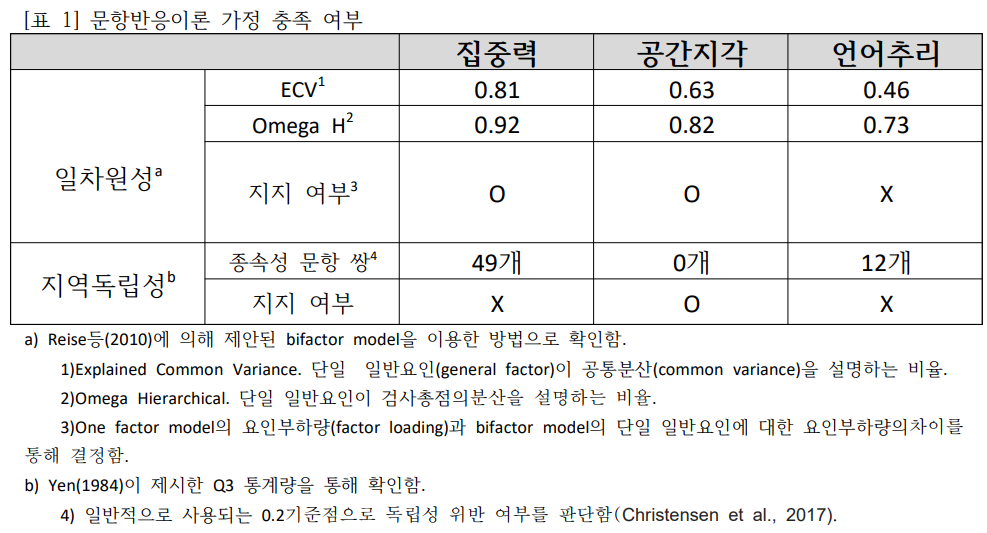 [표 1] 문항반응이론 가정 충족 여부
집중력 공간지각 언어추리
일차원성a ECV1 0.81 0.63 0.46
Omega H2 0.92 0.82 0.73
지지 여부3 O O X
지역독립성b 종속성 문항 쌍4 49개 0개 12개
지지 여부 X O X
a) Reise등(2010)에 의해 제안된 bifactor model을 이용한 방법으로 확인함.
1)Explained Common Variance. 단일 일반요인(general factor)이 공통분산(common variance)을 설명하는 비율.
2)Omega Hierarchical. 단일 일반요인이 검사총점의분산을 설명하는 비율.
3)One factor model의 요인부하량(factor loading)과 bifactor model의 단일 일반요인에 대한 요인부하량의차이를
통해 결정함.
b) Yen(1984)이 제시한 Q3 통계량을 통해 확인함.
4) 일반적으로 사용되는 0.2기준점으로 독립성 위반 여부를 판단함(Christensen et al., 2017).